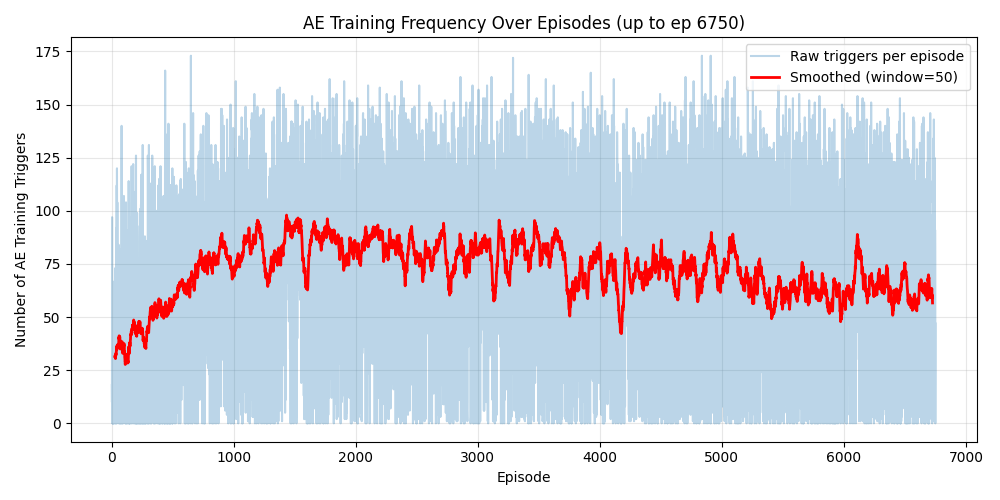 AE Training Frequency Over Episodes (up to ep 6750)
Number of AE Training Triggers
175
150
125
100
75
50
25
0
Raw triggers per episode
Smoothed (window=50)
0 1000 2000 3000 4000 5000 6000 7000
Episode